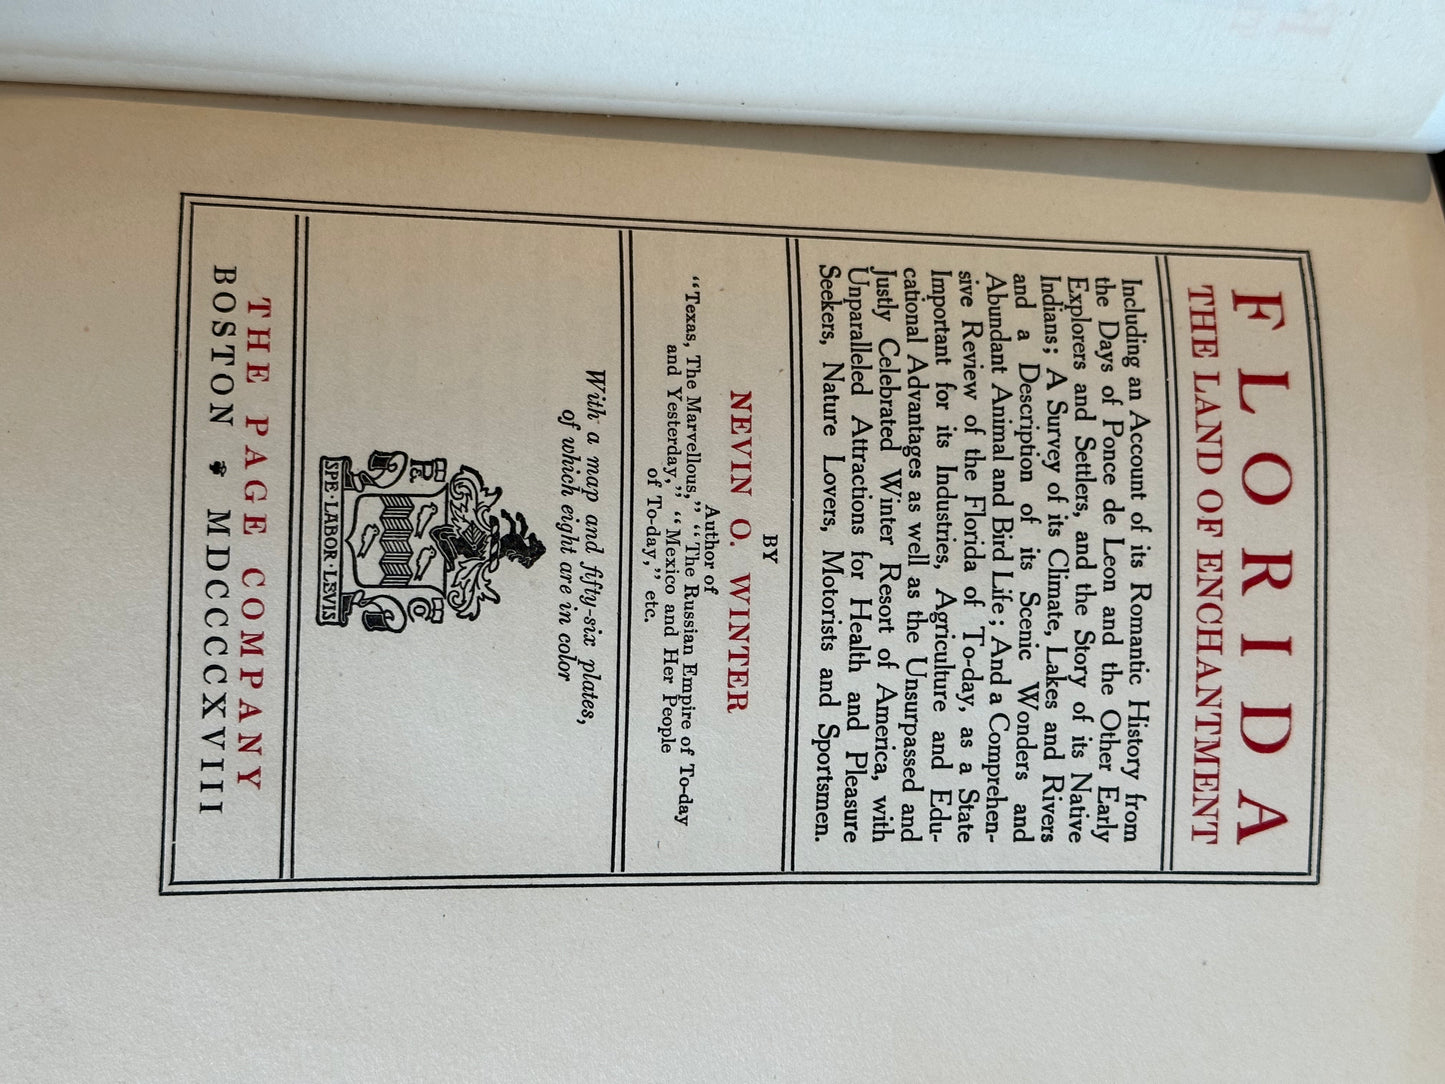 FLORIDA
THE LAND OF ENCHANTMENT
Including an Account of its Romantic History from
the Days of Ponce de Leon and the Other Early
Explorers and Settlers, and the Story of its Native
Indians; A Survey of its Climate, Lakes and Rivers
and a Description of its Scenic Wonders and
Abundant Animal and Bird Life; And a Comprehen-
sive Review of the Florida of To-day, as a State
Important for its Industries, Agriculture and Edu-
cational Advantages as well as the Unsurpassed and
Justly Celebrated Winter Resort of America, with
Unparalleled Attractions for Health and Pleasure
Seekers, Nature Lovers, Motorists and Sportsmen.
BY
NEVIN O. WINTER
Author of
"Texas, The Marvellous," "The Russian Empire of To-day
and Yesterday," "Mexico and Her People
of To-day," etc.
With a map and fifty-six plates,
of which eight are in color
SPE · LABOR · LEVIS
THE PAGE COMPANY
BOSTON MDCCCCXVIII